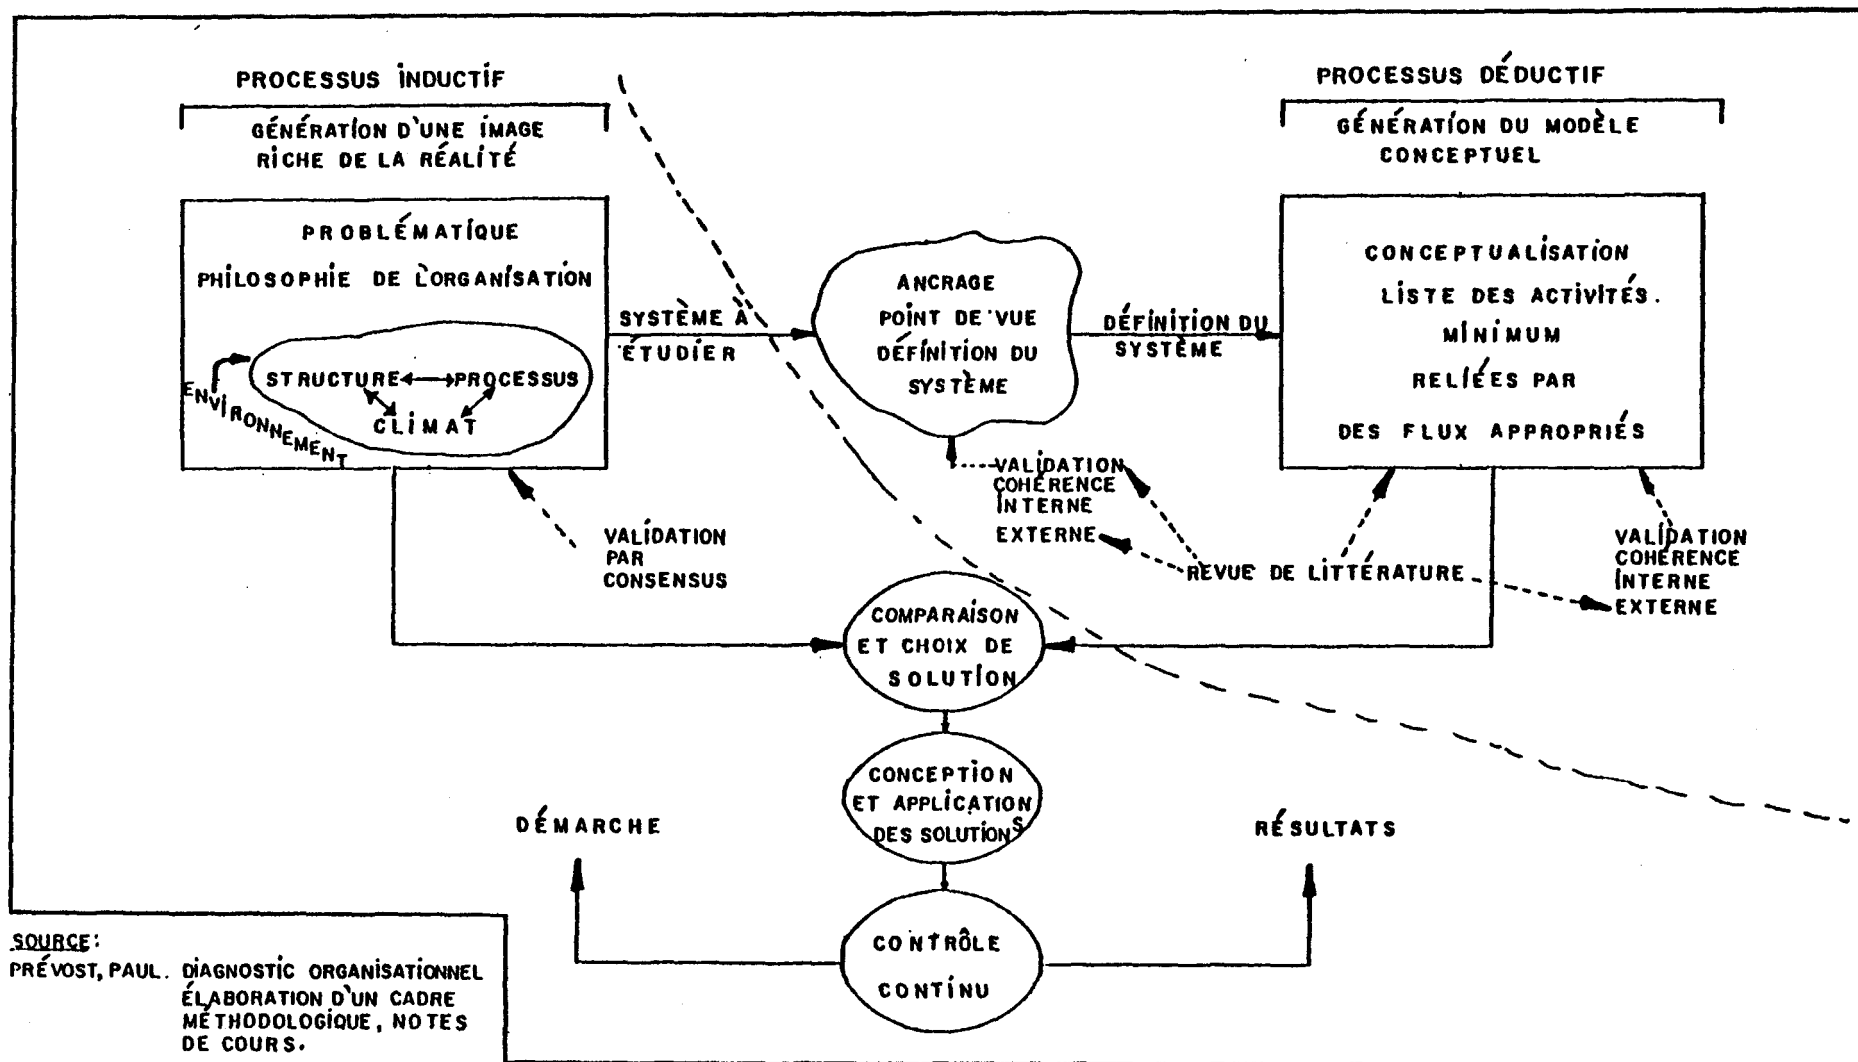 PROCESSUS INDUCTIF
GÉNÉRATION D'UNE IMAGE
RICHE DE LA RÉALITÉ
PROBLÉMATIQUE
PHILOSOPHIE DE L'ORGANISATION
STRUCTURE
PROCESSUS
CLIMAT
ENVIRONNEMENT
SYSTÈME À
ÉTUDIER
ANCRAGE
POINT DE VUE
DÉFINITION DU
SYSTÈME
DÉFINITION DU
SYSTÈME
PROCESSUS DÉDUCTIF
GÉNÉRATION DU MODÈLE
CONCEPTUEL
CONCEPTUALISATION
LISTE DES ACTIVITÉS.
MINIMUM
RELIÉES PAR
DES FLUX APPROPRIÉS
VALIDATION
PAR
CONSENSUS
VALIDATION
COHÉRENCE
INTERNE
EXTERNE
REVUE DE LITTÉRATURE
VALIDATION
COHÉRENCE
INTERNE
EXTERNE
COMPARAISON
ET CHOIX DE
SOLUTION
CONCEPTION
ET APPLICATION
DES SOLUTIONS
DÉMARCHE
RÉSULTATS
CONTRÔLE
CONTINU
SOURCE:
PRÉVOST, PAUL. DIAGNOSTIC ORGANISATIONNEL
ÉLABORATION D'UN CADRE
MÉTHODOLOGIQUE, NOTES
DE COURS.